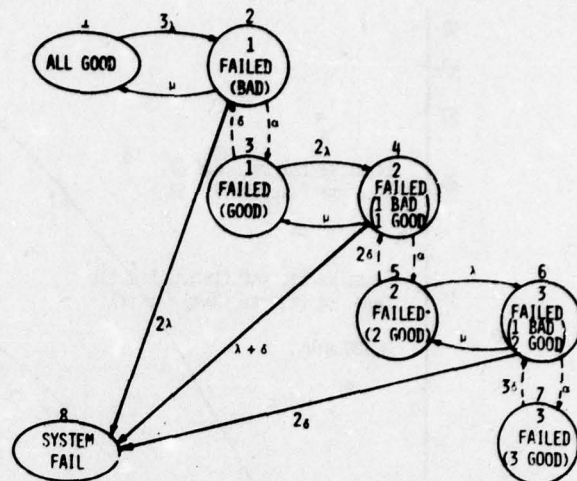 1
ALL GOOD
3λ
μ
2
1
FAILED
(BAD)
δ
α
3
1
FAILED
(GOOD)
2λ
μ
4
2
FAILED
(1 BAD
1 GOOD)
2δ
α
5
2
FAILED
(2 GOOD)
λ
μ
6
3
FAILED
(1 BAD
2 GOOD)
3δ
α
7
3
FAILED
(3 GOOD)
2λ
λ + δ
2δ
8
SYSTEM
FAIL